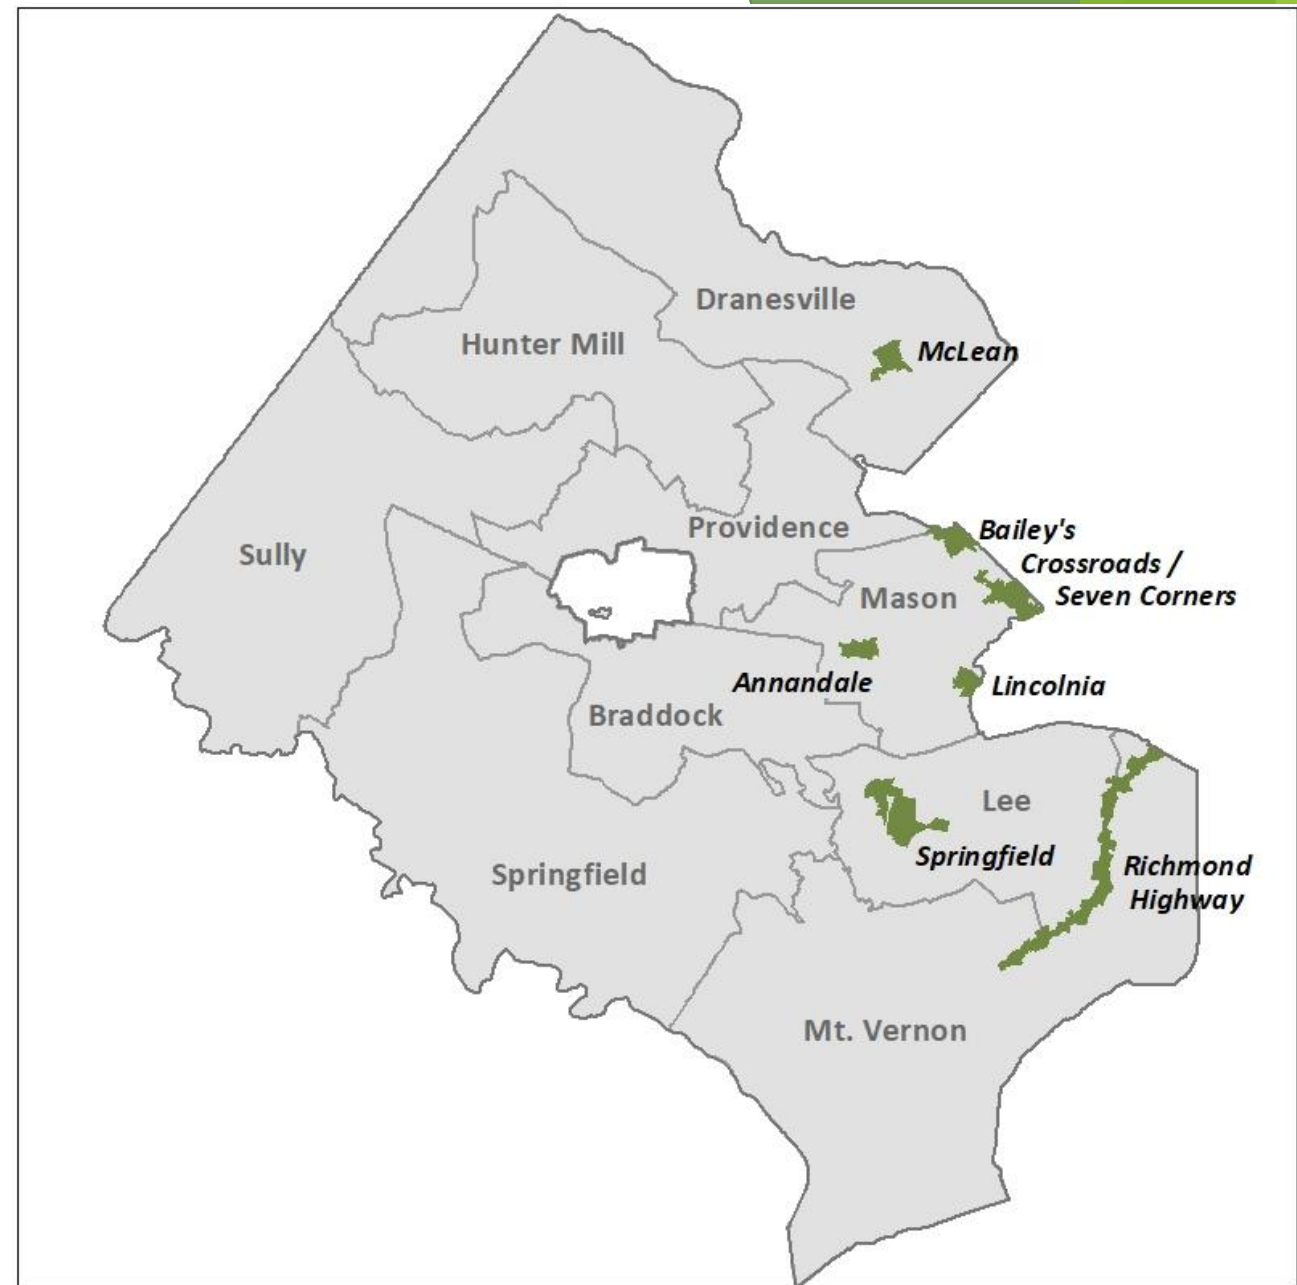 Dranesville
Hunter Mill
McLean
Providence
Bailey's
Crossroads /
Seven Corners
Sully
Mason
Annandale
Lincolnia
Braddock
Lee
Springfield
Springfield
Richmond
Highway
Mt. Vernon